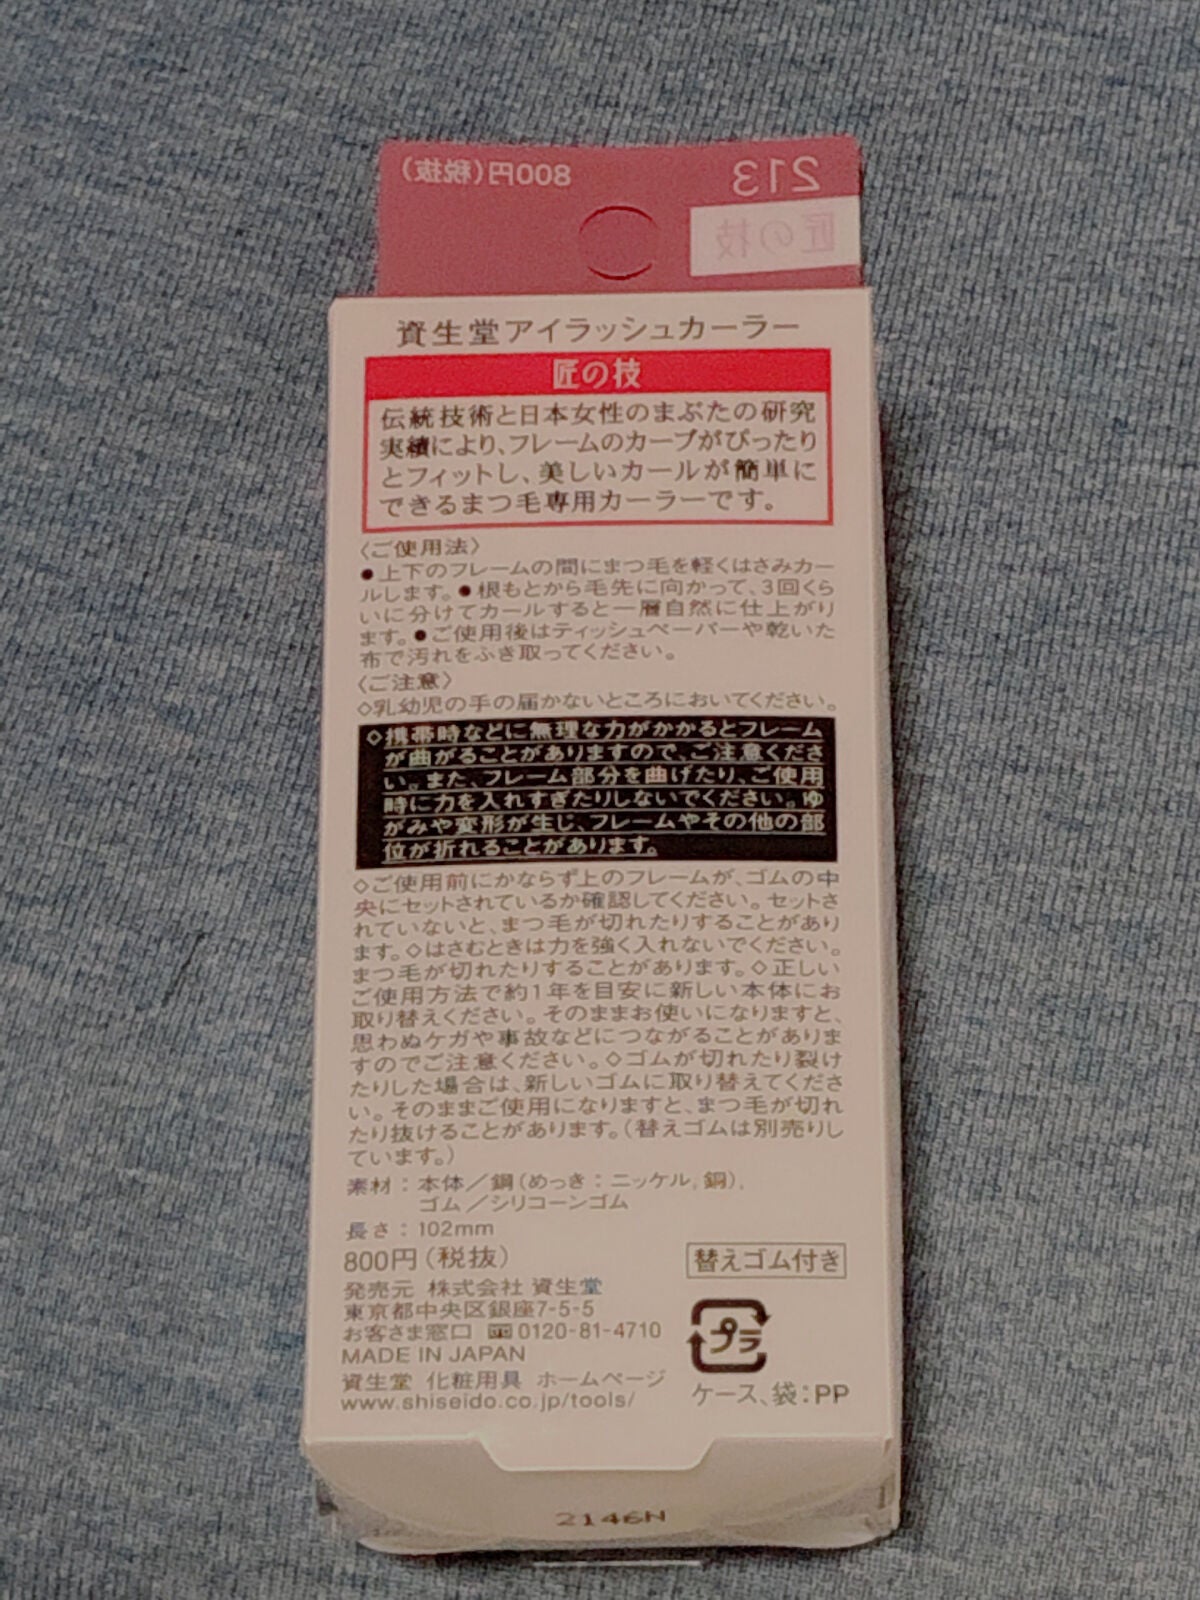 213
800円(税抜)
匠の技
資生堂アイラッシュカーラー
匠の技
伝統技術と日本女性のまぶたの研究
実績により、フレームのカーブがぴったり
とフィットし、美しいカールが簡単に
できるまつ毛専用カーラーです。
〈ご使用法〉
●上下のフレームの間にまつ毛を軽くはさみカー
ルします。●根もとから毛先に向かって、3回くら
いに分けてカールすると一層自然に仕上がり
ます。●ご使用後はティッシュペーパーや乾いた
布で汚れをふき取ってください。
〈ご注意〉
◇乳幼児の手の届かないところにおいてください。
◇携帯時などに無理な力がかかるとフレーム
が曲がることがありますので、ご注意くださ
い。また、フレーム部分を曲げたり、ご使用
時に力を入れすぎたりしないでください。ゆ
がみや変形が生じ、フレームやその他の部
位が折れることがあります。
◇ご使用前にかならず上のフレームが、ゴムの中
央にセットされているか確認してください。セットさ
れていないと、まつ毛が切れたりすることがあり
ます。◇はさむときは力を強く入れないでください。
まつ毛が切れたりすることがあります。◇正しい
ご使用方法で約1年を目安に新しい本体にお
取り替えください。そのままお使いになりますと、
思わぬケガや事故などにつながることがありま
すのでご注意ください。◇ゴムが切れたり裂け
たりした場合は、新しいゴムに取り替えてくださ
い。そのままご使用になりますと、まつ毛が切れ
たり抜けることがあります。(替えゴムは別売りし
ています。)
素材：本体／鋼(めっき：ニッケル，銅)，
ゴム／シリコーンゴム
長さ：102mm
800円(税抜)
替えゴム付き
発売元 株式会社 資生堂
東京都中央区銀座7-5-5
お客さま窓口 0120-81-4710
MADE IN JAPAN
資生堂 化粧用具 ホームページ
www.shiseido.co.jp/tools/
プラ
ケース、袋：PP
2146N